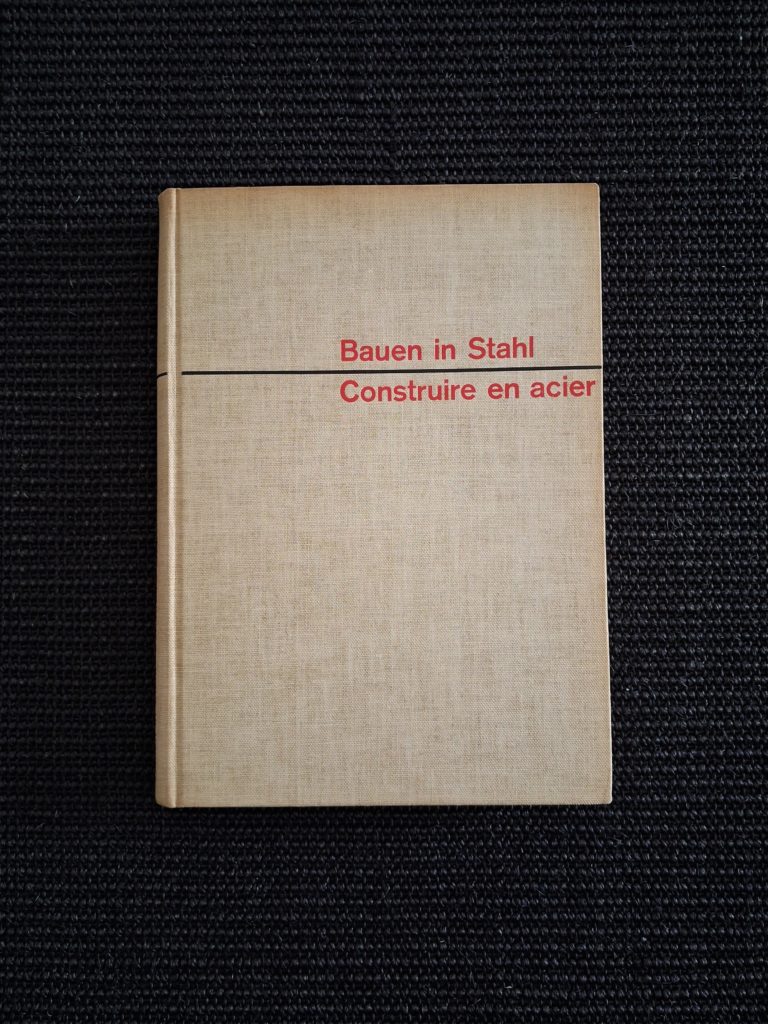 Bauen in Stahl
Construire en acier